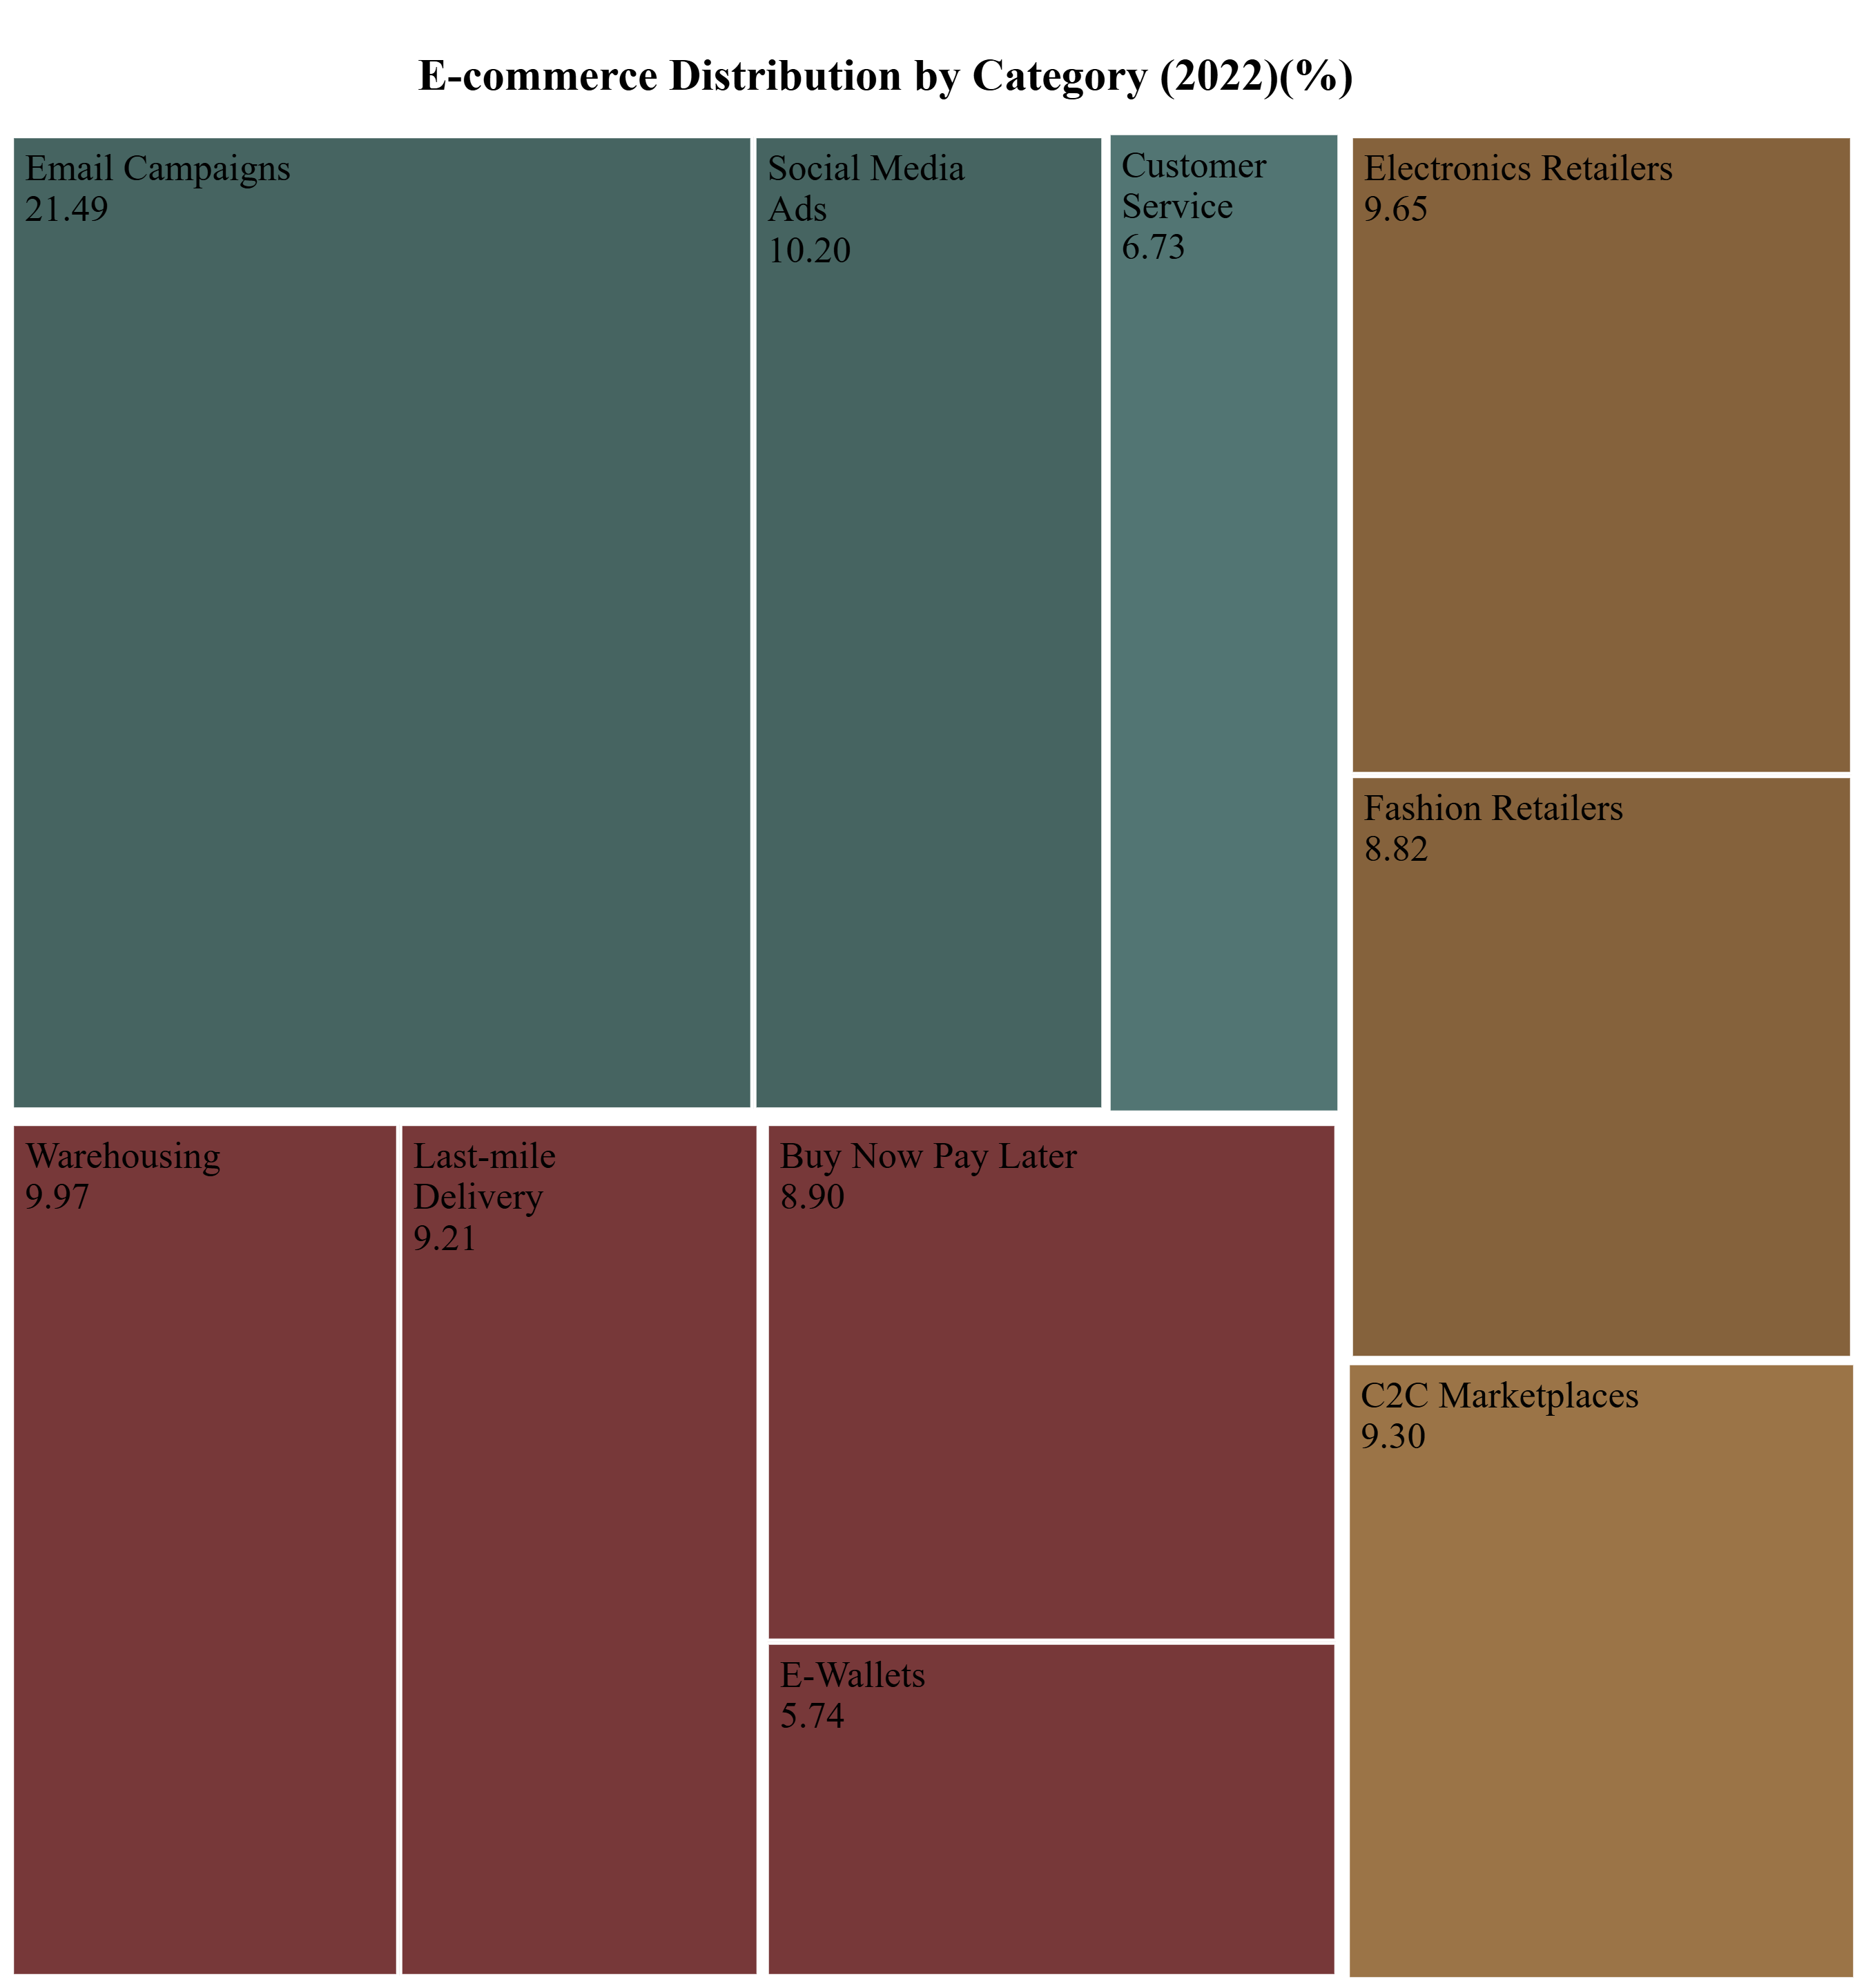 E-commerce Distribution by Category (2022)(%)
Email Campaigns
21.49
Social Media
Ads
10.20
Customer
Service
6.73
Electronics Retailers
9.65
Fashion Retailers
8.82
Warehousing
9.97
Last-mile
Delivery
9.21
Buy Now Pay Later
8.90
E-Wallets
5.74
C2C Marketplaces
9.30